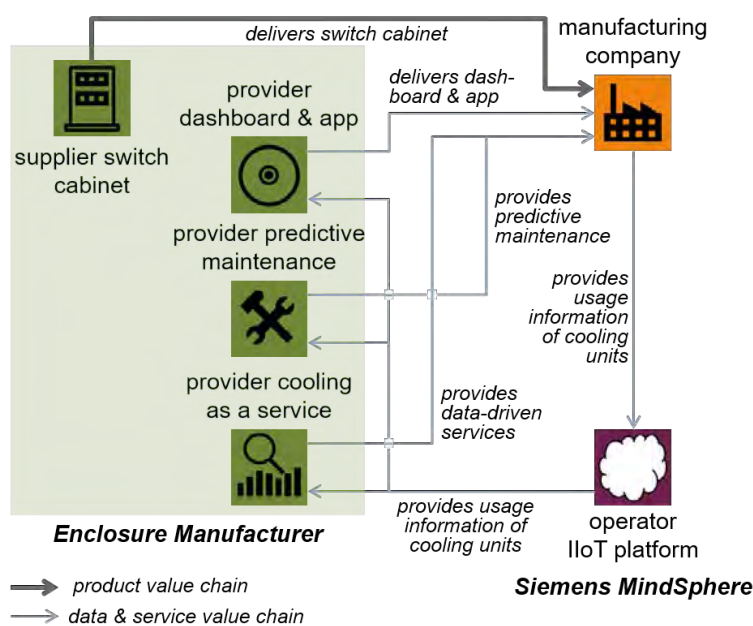 delivers switch cabinet
manufacturing
company
provider
dashboard & app
delivers dash-
board & app
supplier switch
cabinet
provides
predictive
maintenance
provider predictive
maintenance
provides
usage
information
of cooling
units
provider cooling
as a service
provides
data-driven
services
provides usage
information of
cooling units
operator
IIoT platform
Enclosure Manufacturer
Siemens MindSphere
product value chain
data & service value chain